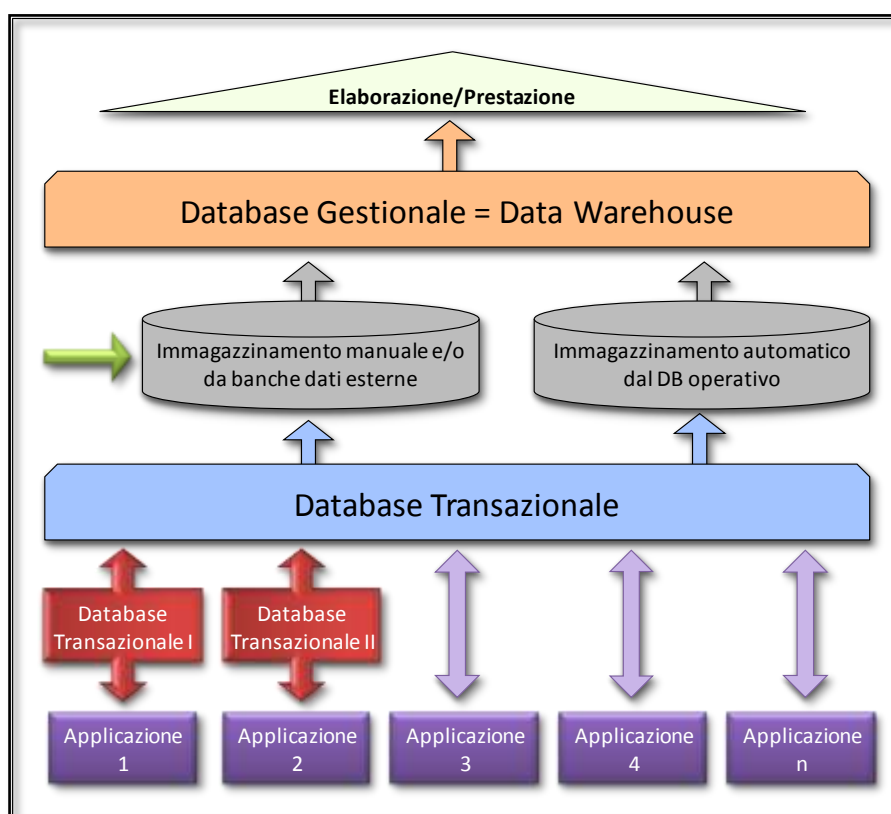 Elaborazione/Prestazione
Database Gestionale = Data Warehouse
Immagazzinamento manuale e/o
da banche dati esterne
Immagazzinamento automatico
dal DB operativo
Database Transazionale
Database
Transazionale I
Database
Transazionale II
Applicazione
1
Applicazione
2
Applicazione
3
Applicazione
4
Applicazione
n